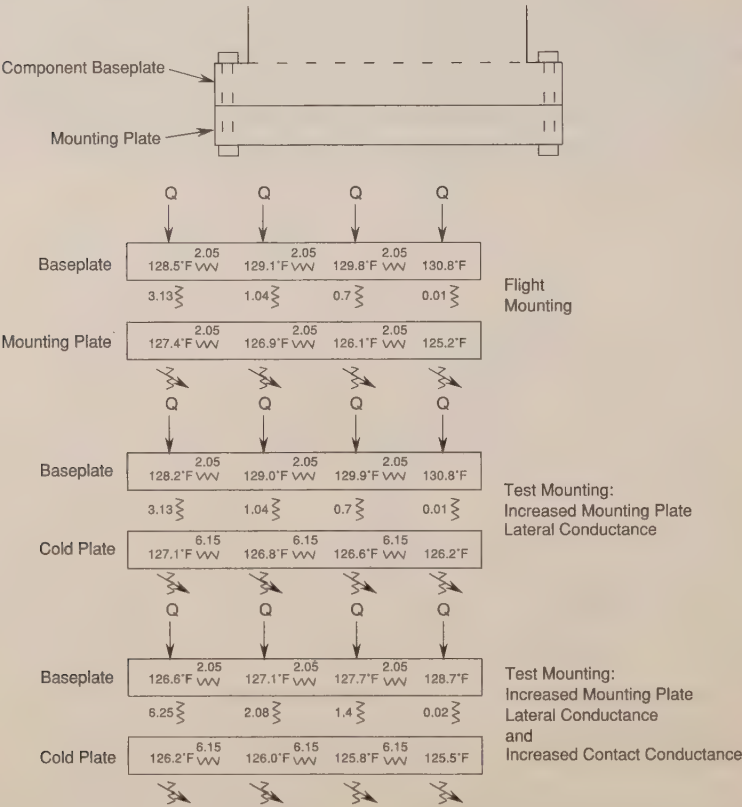 Component Baseplate
Mounting Plate
Q Q Q Q
2.05 2.05 2.05
Baseplate 128.5°F 129.1°F 129.8°F 130.8°F
3.13 1.04 0.7 0.01
Flight
Mounting
2.05 2.05 2.05
Mounting Plate 127.4°F 126.9°F 126.1°F 125.2°F
Q Q Q Q
2.05 2.05 2.05
Baseplate 128.2°F 129.0°F 129.9°F 130.8°F
3.13 1.04 0.7 0.01
Test Mounting:
Increased Mounting Plate
Lateral Conductance
6.15 6.15 6.15
Cold Plate 127.1°F 126.8°F 126.6°F 126.2°F
Q Q Q Q
2.05 2.05 2.05
Baseplate 126.6°F 127.1°F 127.7°F 128.7°F
6.25 2.08 1.4 0.02
Test Mounting:
Increased Mounting Plate
Lateral Conductance
and
Increased Contact Conductance
6.15 6.15 6.15
Cold Plate 126.2°F 126.0°F 125.8°F 125.5°F